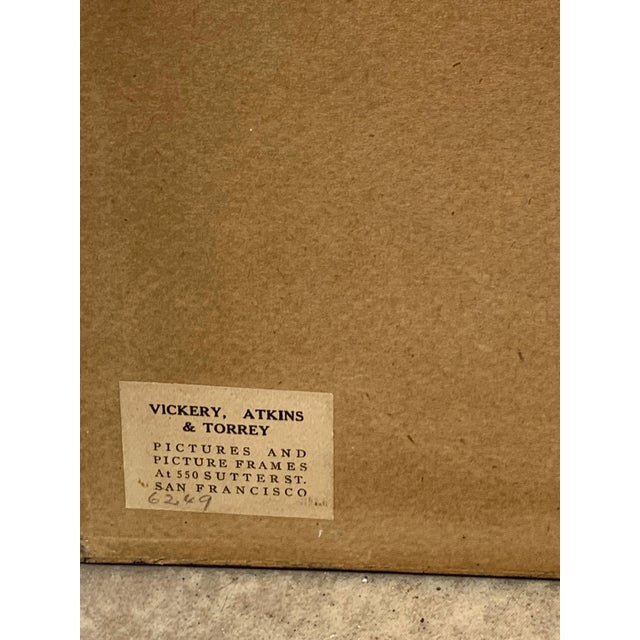 VICKERY, ATKINS
& TORREY
PICTURES AND
PICTURE FRAMES
At 550 SUTTER ST.
SAN FRANCISCO
6249